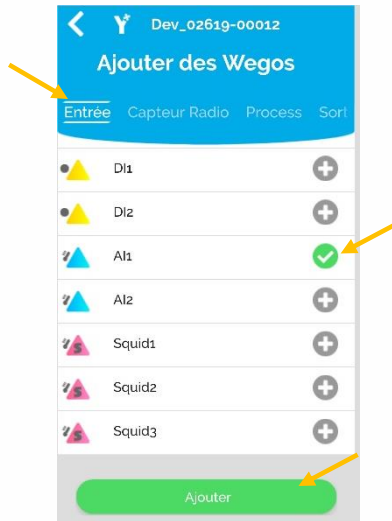 Dev_02619-00012
Ajouter des Wegos
Entrée Capteur Radio Process Sort
DI1
DI2
AI1
AI2
S Squid1
S Squid2
S Squid3
Ajouter